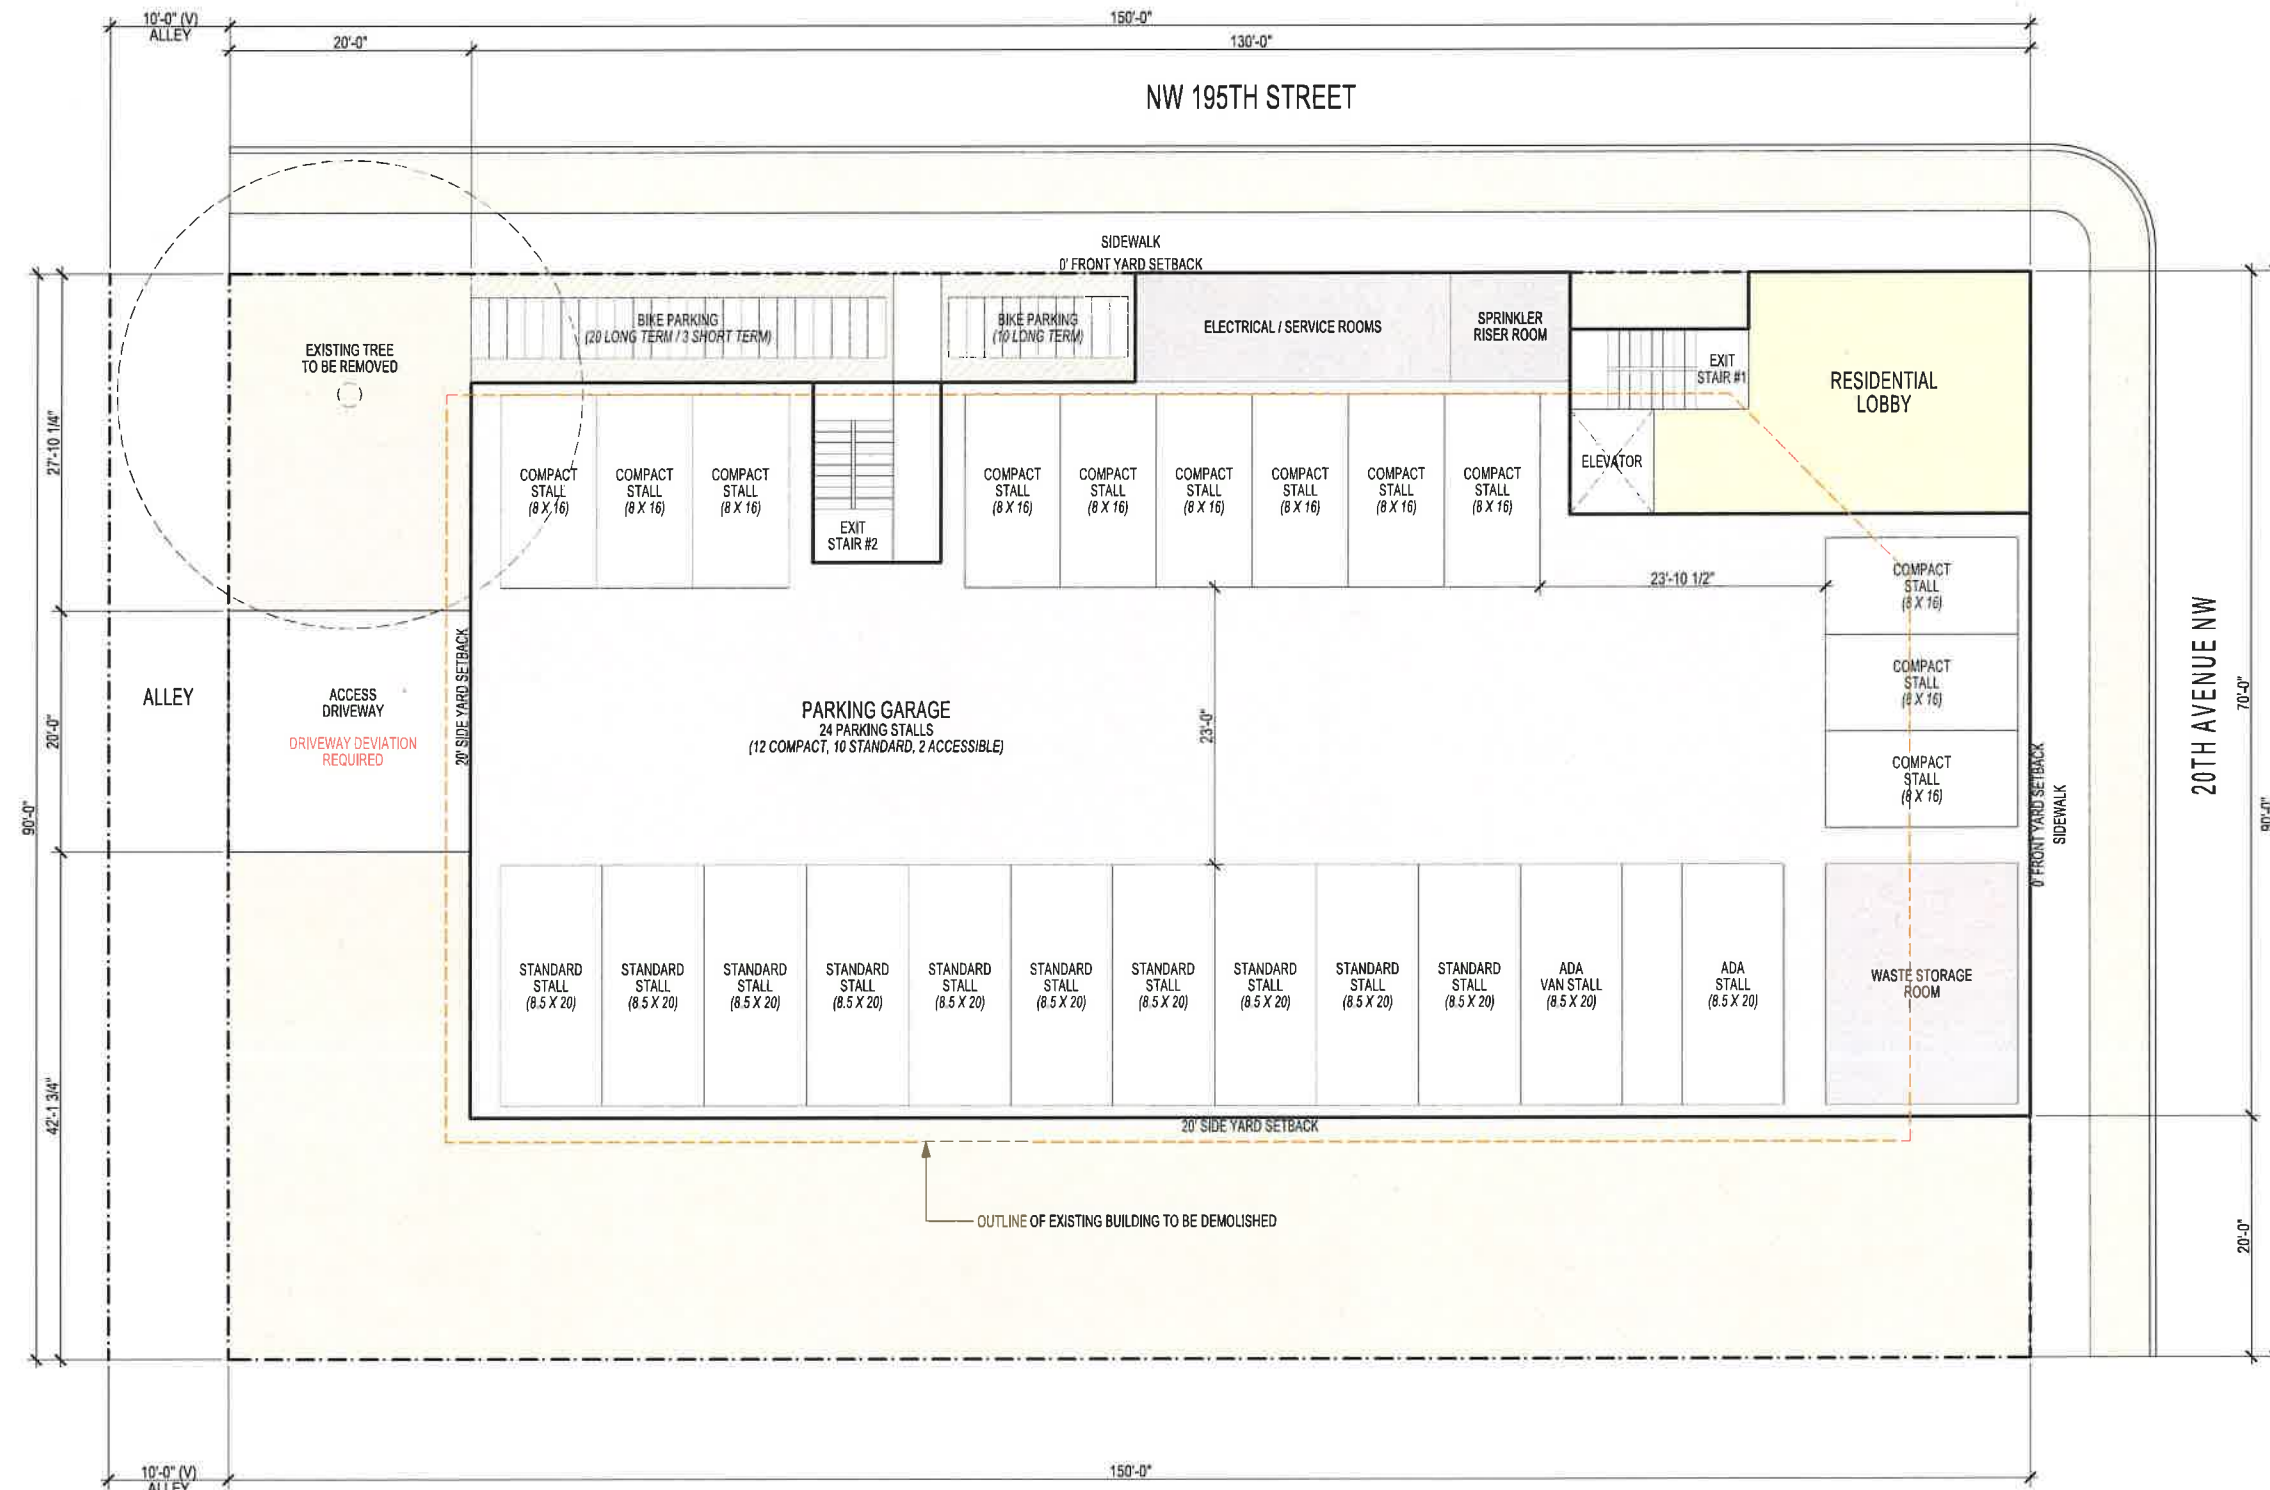 10'-0" (V)
ALLEY
150'-0"
20'-0"
130'-0"
NW 195TH STREET
SIDEWALK
0' FRONT YARD SETBACK
BIKE PARKING
(20 LONG TERM / 3 SHORT TERM)
BIKE PARKING
(10 LONG TERM)
ELECTRICAL / SERVICE ROOMS
SPRINKLER
RISER ROOM
EXIT
STAIR #1
RESIDENTIAL
LOBBY
EXISTING TREE
TO BE REMOVED
27'-10 1/4"
COMPACT
STALL
(8 X 16)
COMPACT
STALL
(8 X 16)
COMPACT
STALL
(8 X 16)
EXIT
STAIR #2
COMPACT
STALL
(8 X 16)
COMPACT
STALL
(8 X 16)
COMPACT
STALL
(8 X 16)
COMPACT
STALL
(8 X 16)
COMPACT
STALL
(8 X 16)
COMPACT
STALL
(8 X 16)
ELEVATOR
23'-10 1/2"
COMPACT
STALL
(8 X 16)
COMPACT
STALL
(8 X 16)
COMPACT
STALL
(8 X 16)
ALLEY
ACCESS
DRIVEWAY
DRIVEWAY DEVIATION
REQUIRED
20'-0"
90'-0"
20' SIDE YARD SETBACK
PARKING GARAGE
24 PARKING STALLS
(12 COMPACT, 10 STANDARD, 2 ACCESSIBLE)
23'-0"
0' FRONT YARD SETBACK
SIDEWALK
20TH AVENUE NW
70'-0"
90'-0"
42'-1 3/4"
STANDARD
STALL
(8.5 X 20)
STANDARD
STALL
(8.5 X 20)
STANDARD
STALL
(8.5 X 20)
STANDARD
STALL
(8.5 X 20)
STANDARD
STALL
(8.5 X 20)
STANDARD
STALL
(8.5 X 20)
STANDARD
STALL
(8.5 X 20)
STANDARD
STALL
(8.5 X 20)
STANDARD
STALL
(8.5 X 20)
STANDARD
STALL
(8.5 X 20)
ADA
VAN STALL
(8.5 X 20)
ADA
STALL
(8.5 X 20)
WASTE STORAGE
ROOM
20' SIDE YARD SETBACK
OUTLINE OF EXISTING BUILDING TO BE DEMOLISHED
20'-0"
10'-0" (V)
ALLEY
150'-0"